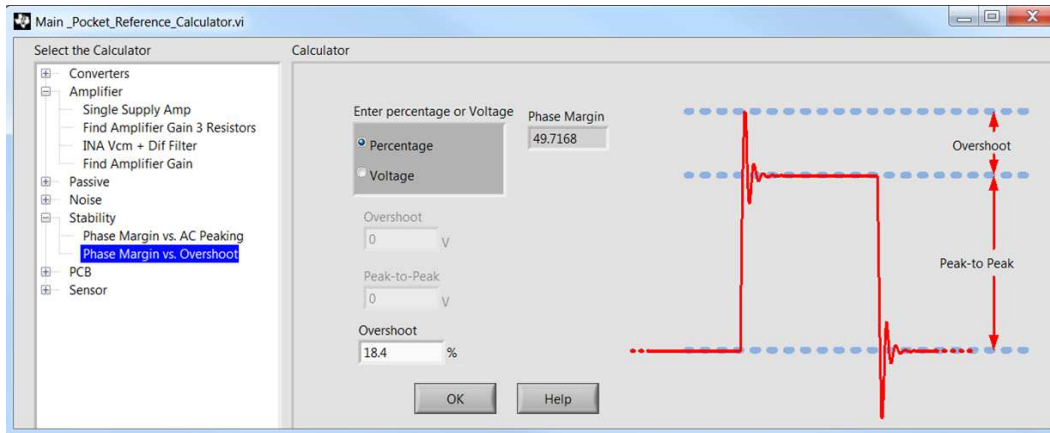 Main _Pocket_Reference_Calculator.vi
Select the Calculator
Calculator
Converters
Amplifier
Single Supply Amp
Find Amplifier Gain 3 Resistors
INA Vcm + Dif Filter
Find Amplifier Gain
Passive
Noise
Stability
Phase Margin vs. AC Peaking
Phase Margin vs. Overshoot
PCB
Sensor
Enter percentage or Voltage
Percentage
Voltage
Phase Margin
49.7168
Overshoot
0 V
Peak-to-Peak
0 V
Overshoot
18.4 %
OK
Help
Overshoot
Peak-to Peak